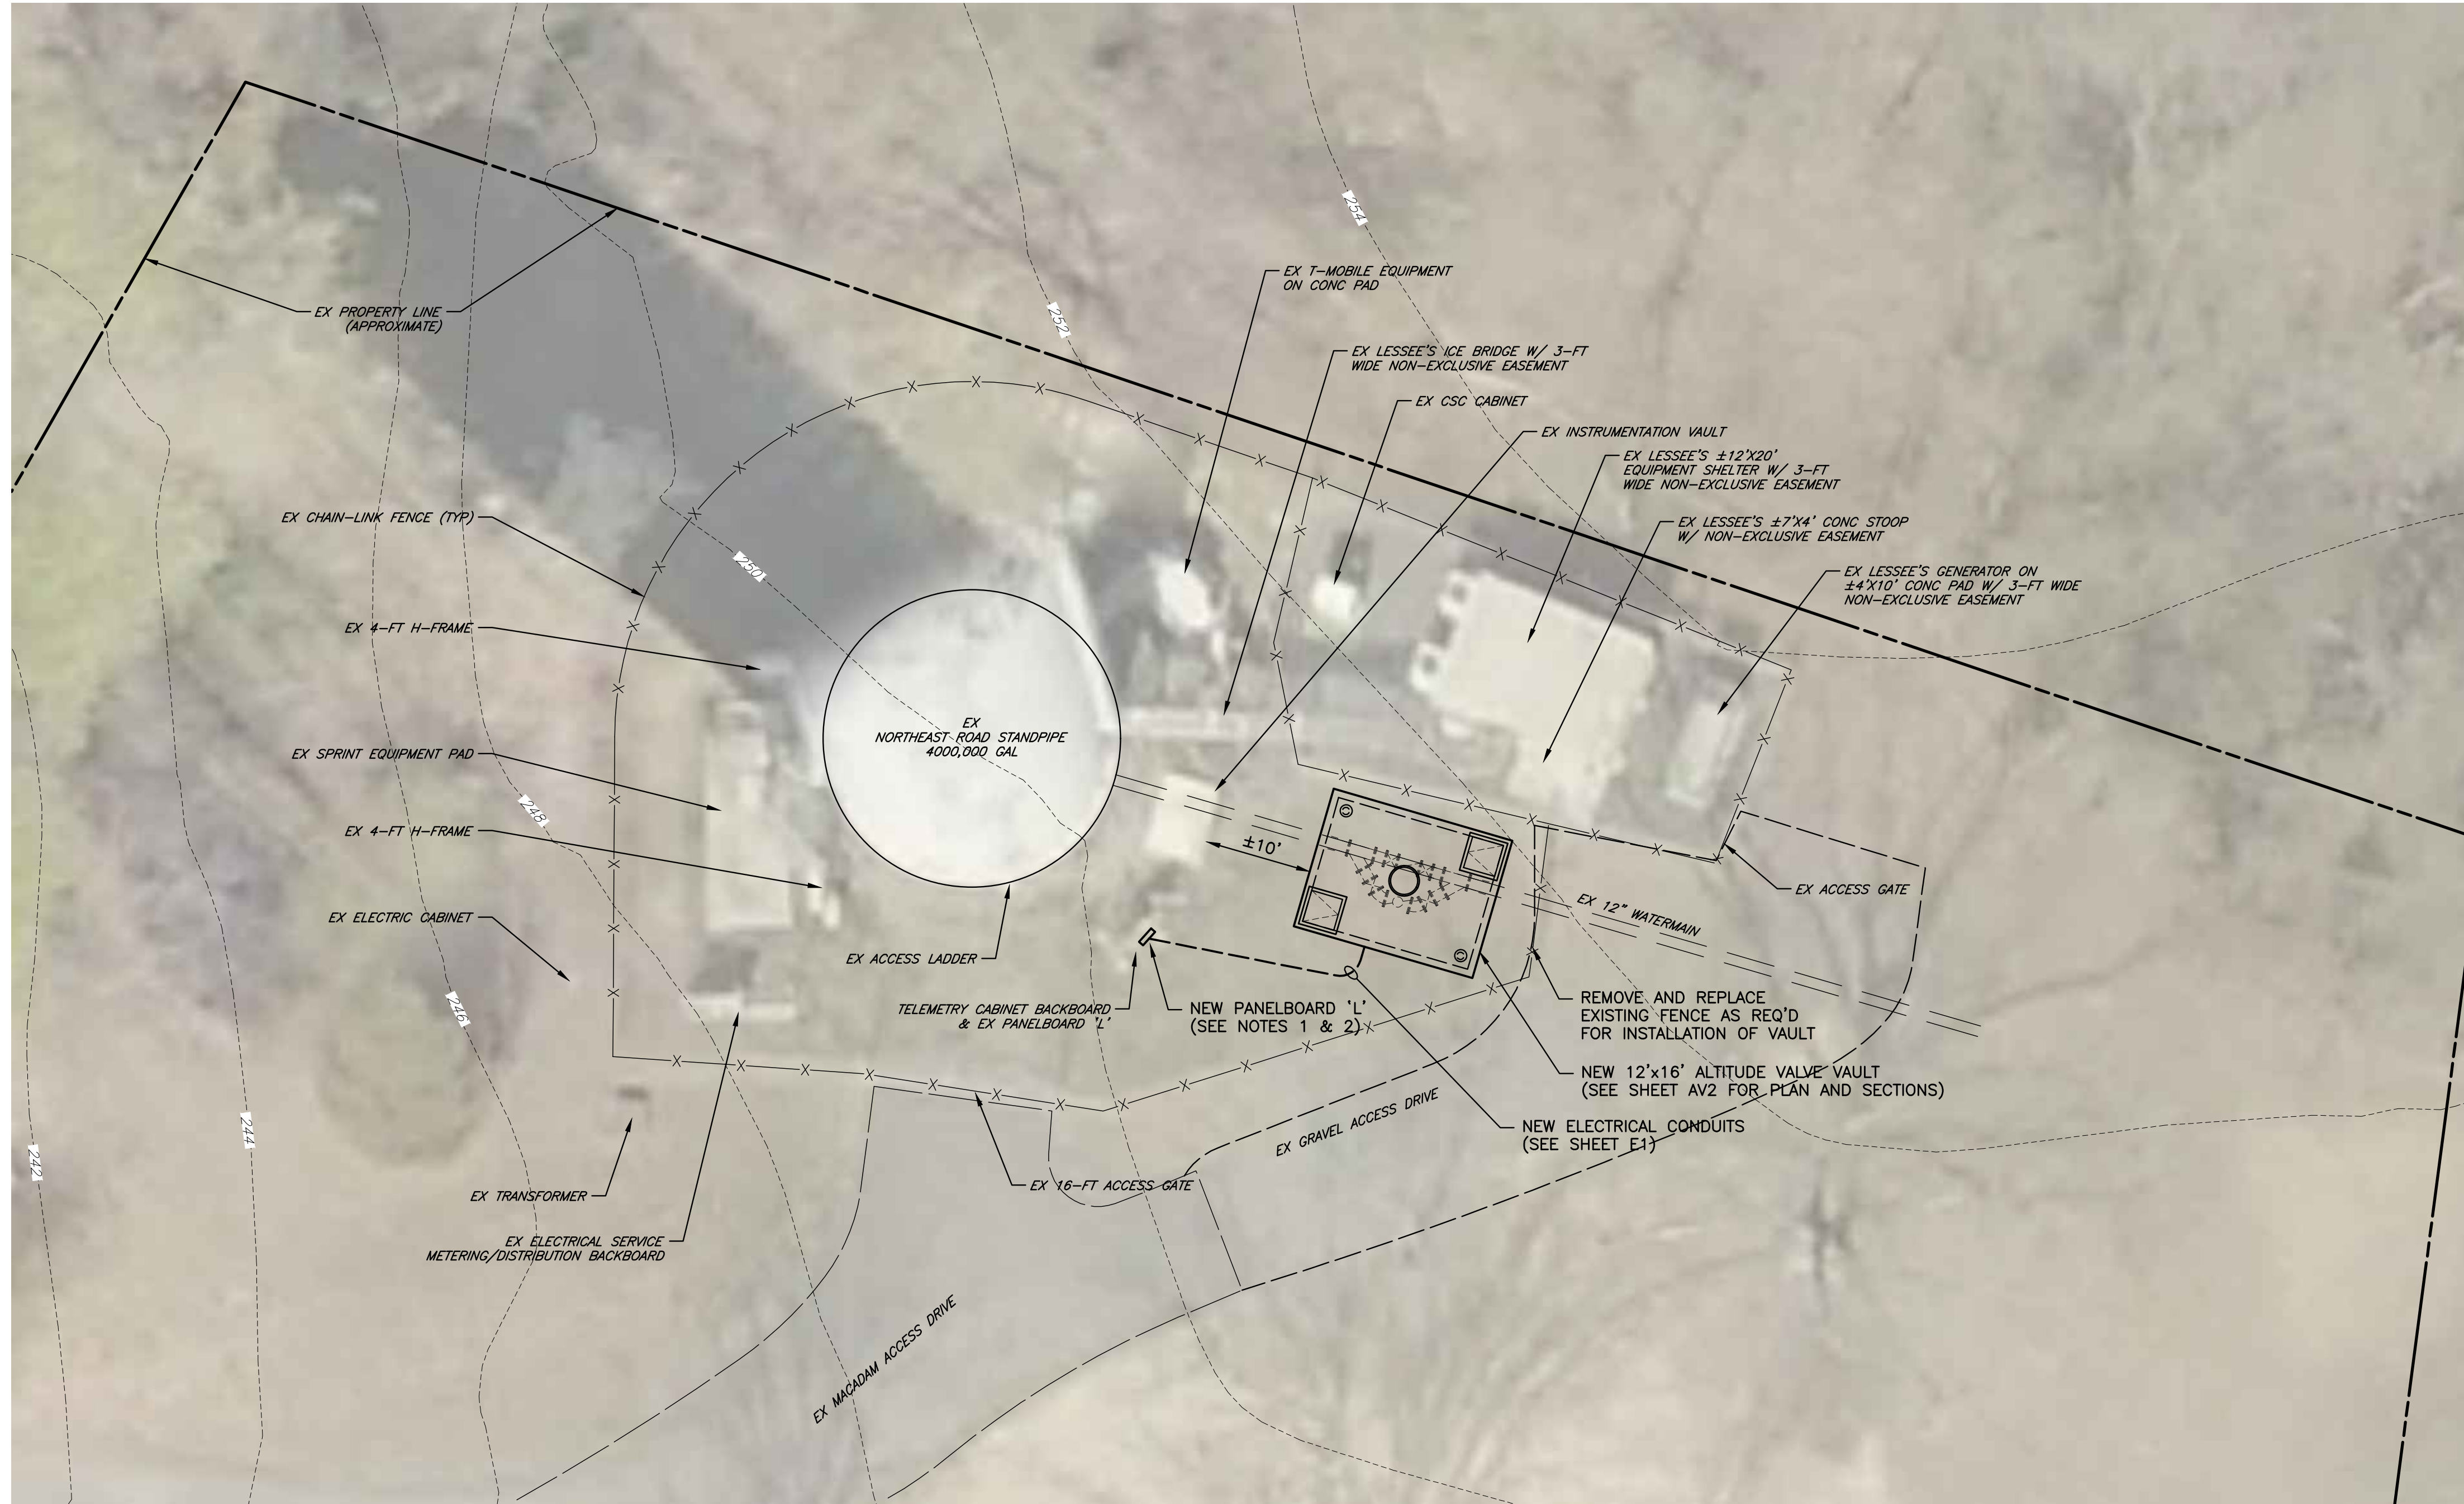 254
EX T-MOBILE EQUIPMENT
ON CONC PAD
EX PROPERTY LINE
(APPROXIMATE)
252
EX LESSEE'S ICE BRIDGE W/ 3-FT
WIDE NON-EXCLUSIVE EASEMENT
EX CSC CABINET
EX INSTRUMENTATION VAULT
EX LESSEE'S ±12'X20'
EQUIPMENT SHELTER W/ 3-FT
WIDE NON-EXCLUSIVE EASEMENT
EX CHAIN-LINK FENCE (TYP)
EX LESSEE'S ±7'X4' CONC STOOP
W/ NON-EXCLUSIVE EASEMENT
250
EX LESSEE'S GENERATOR ON
±4'X10' CONC PAD W/ 3-FT WIDE
NON-EXCLUSIVE EASEMENT
EX 4-FT H-FRAME
EX
NORTHEAST ROAD STANDPIPE
4000,000 GAL
EX SPRINT EQUIPMENT PAD
248
EX 4-FT H-FRAME
±10'
EX ACCESS GATE
EX ELECTRIC CABINET
EX 12" WATERMAIN
EX ACCESS LADDER
246
TELEMETRY CABINET BACKBOARD
& EX PANELBOARD 'L'
NEW PANELBOARD 'L'
(SEE NOTES 1 & 2)
REMOVE AND REPLACE
EXISTING FENCE AS REQ'D
FOR INSTALLATION OF VAULT
NEW 12'x16' ALTITUDE VALVE VAULT
(SEE SHEET AV2 FOR PLAN AND SECTIONS)
244
242
EX GRAVEL ACCESS DRIVE
NEW ELECTRICAL CONDUITS
(SEE SHEET E1)
EX TRANSFORMER
EX 16-FT ACCESS GATE
EX ELECTRICAL SERVICE
METERING/DISTRIBUTION BACKBOARD
EX MACADAM ACCESS DRIVE